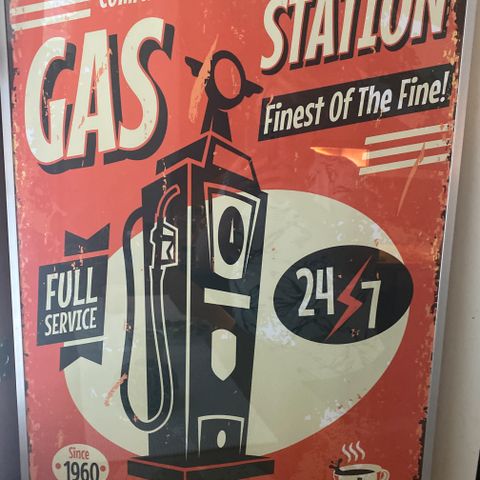 GAS
STATION
Finest Of The Fine!
FULL
SERVICE
24 7
Since
1960